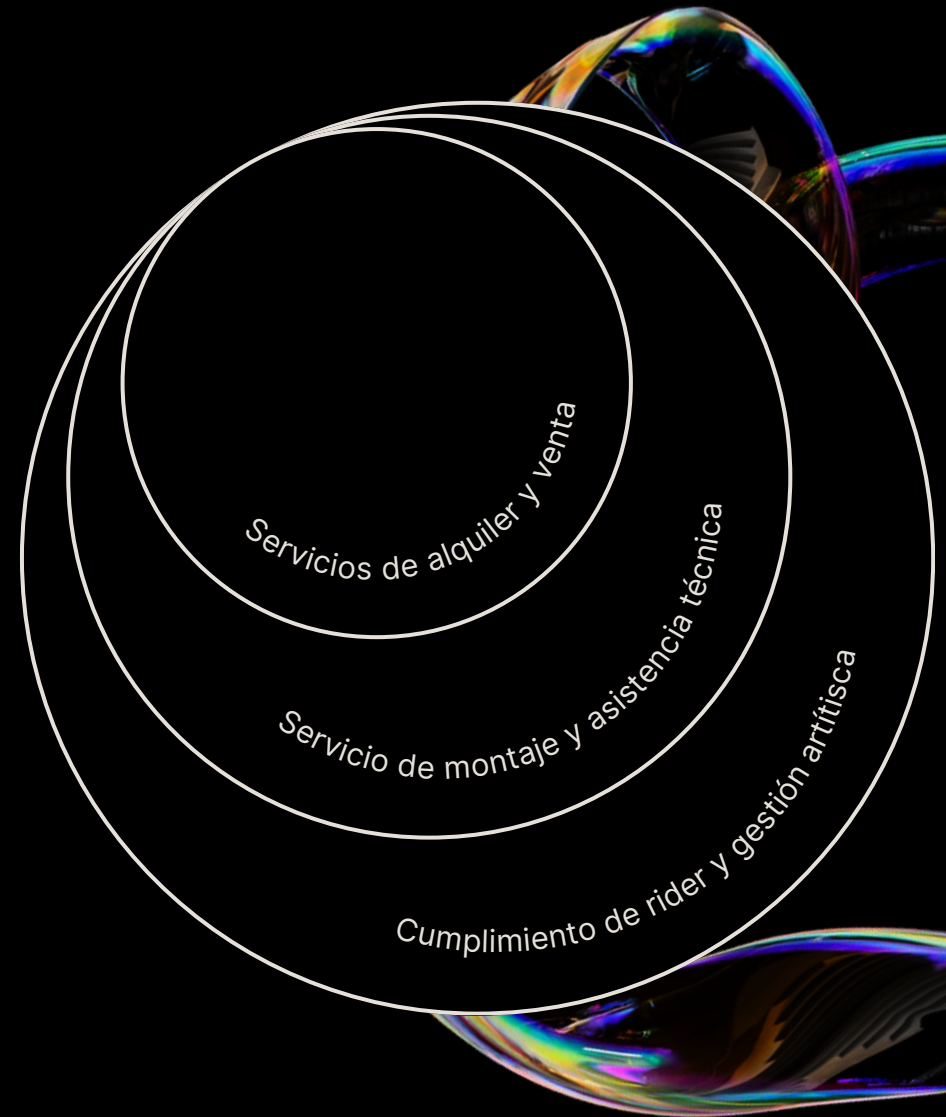 Servicios de alquiler y venta
Servicio de montaje y asistencia técnica
Cumplimiento de rider y gestión artítisca